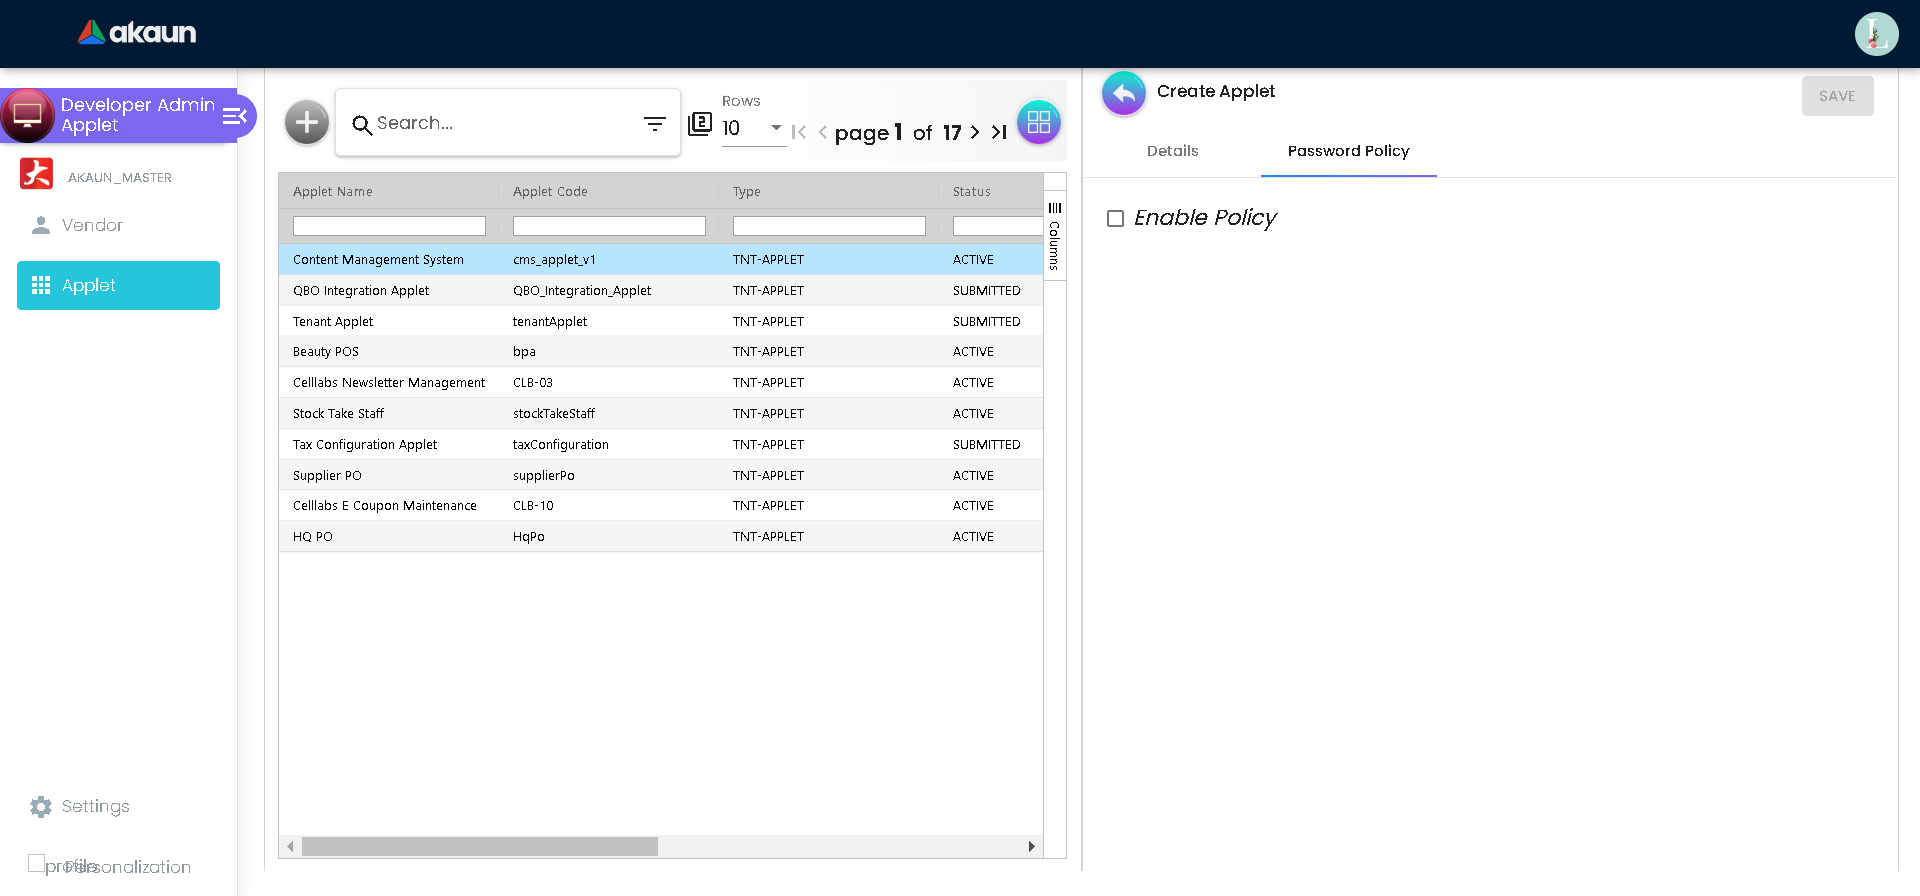 akaun
L
Developer Admin
Applet
AKAUN_MASTER
Vendor
Applet
Settings
profile
Personalization
Search...
2
Rows
10
page 1 of 17
Applet Name Applet Code Type Status
Content Management System cms_applet_v1 TNT-APPLET ACTIVE
QBO Integration Applet QBO_Integration_Applet TNT-APPLET SUBMITTED
Tenant Applet tenantApplet TNT-APPLET SUBMITTED
Beauty POS bpa TNT-APPLET ACTIVE
Celllabs Newsletter Management CLB-03 TNT-APPLET ACTIVE
Stock Take Staff stockTakeStaff TNT-APPLET ACTIVE
Tax Configuration Applet taxConfiguration TNT-APPLET SUBMITTED
Supplier PO supplierPo TNT-APPLET ACTIVE
Celllabs E Coupon Maintenance CLB-10 TNT-APPLET ACTIVE
HQ PO HqPo TNT-APPLET ACTIVE
Columns
Create Applet
SAVE
Details Password Policy
Enable Policy